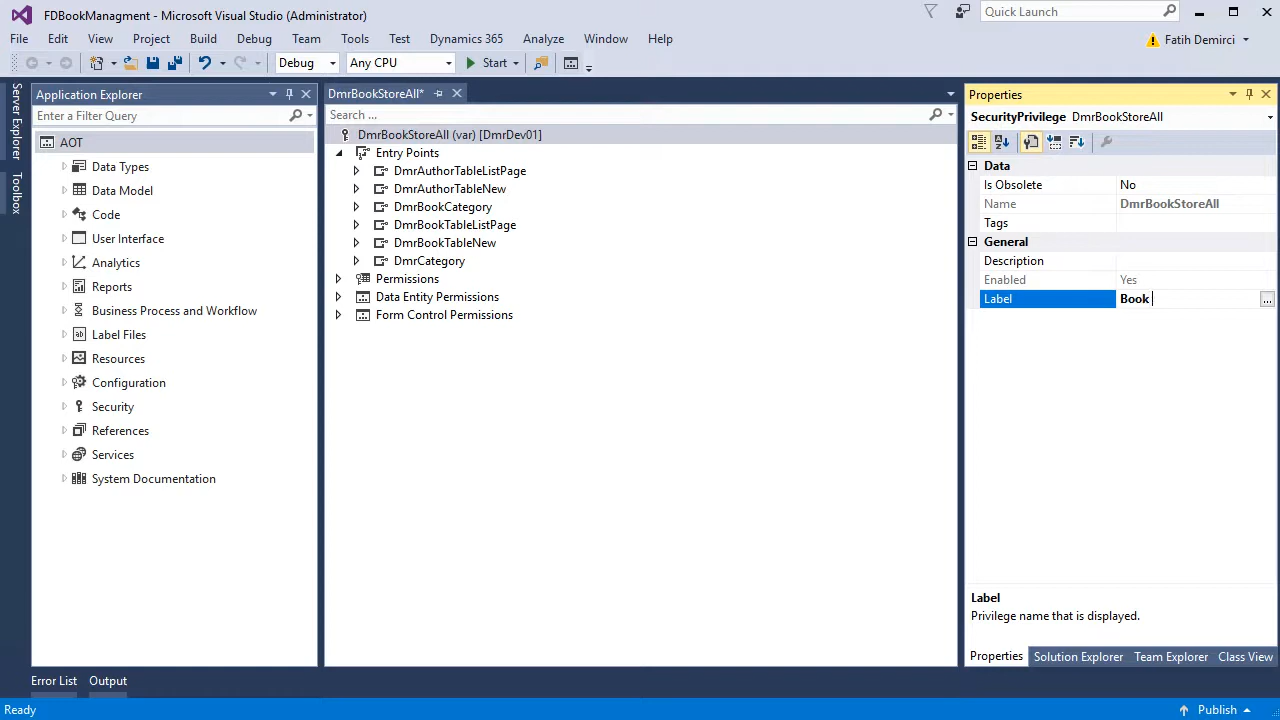 FDBookManagment - Microsoft Visual Studio (Administrator)
Quick Launch
File Edit View Project Build Debug Team Tools Test Dynamics 365 Analyze Window Help
Fatih Demirci
Debug Any CPU Start
Server Explorer
Toolbox
Application Explorer
Enter a Filter Query
AOT
Data Types
Data Model
Code
User Interface
Analytics
Reports
Business Process and Workflow
Label Files
Resources
Configuration
Security
References
Services
System Documentation
DmrBookStoreAll*
Search ...
DmrBookStoreAll (var) [DmrDev01]
Entry Points
DmrAuthorTableListPage
DmrAuthorTableNew
DmrBookCategory
DmrBookTableListPage
DmrBookTableNew
DmrCategory
Permissions
Data Entity Permissions
Form Control Permissions
Properties
SecurityPrivilege DmrBookStoreAll
Data
Is Obsolete No
Name DmrBookStoreAll
Tags
General
Description
Enabled Yes
Label Book ...
Label
Privilege name that is displayed.
Properties Solution Explorer Team Explorer Class View
Error List Output
Ready Publish